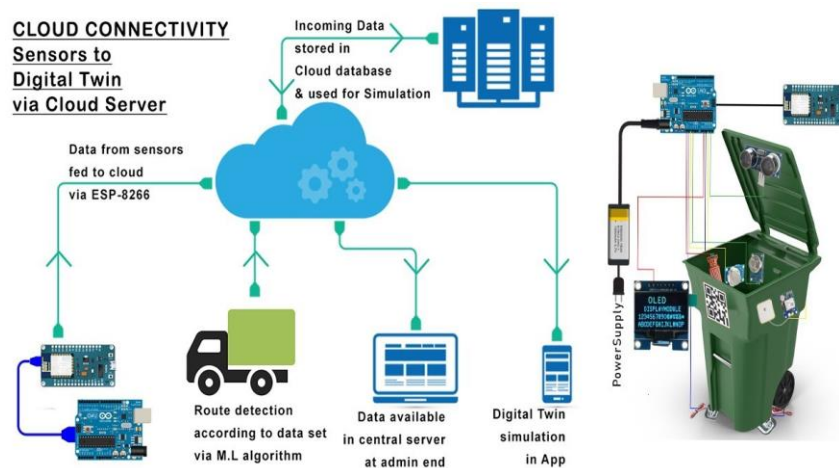 CLOUD CONNECTIVITY
Sensors to
Digital Twin
via Cloud Server
Incoming Data
stored in
Cloud database
& used for Simulation
Data from sensors
fed to cloud
via ESP-8266
Route detection
according to data set
via M.L algorithm
Data available
in central server
at admin end
Digital Twin
simulation
in App
PowerSupply
OLED
DISPLAYMODULE